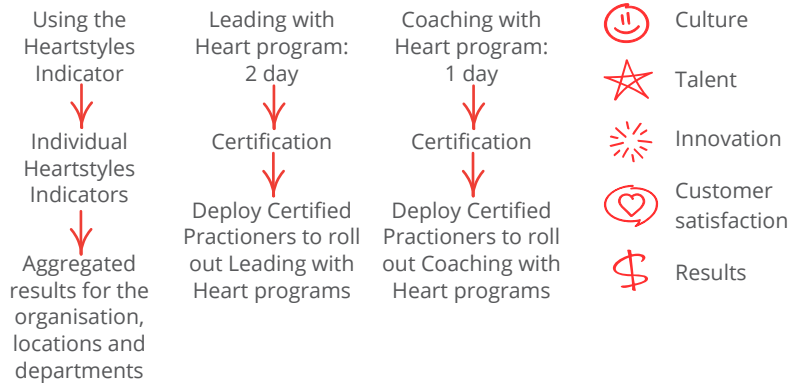 Using the
Heartstyles
Indicator
Individual
Heartstyles
Indicators
Aggregated
results for the
organisation,
locations and
departments
Leading with
Heart program:
2 day
Certification
Deploy Certified
Practioners to roll
out Leading with
Heart programs
Coaching with
Heart program:
1 day
Certification
Deploy Certified
Practioners to roll
out Coaching with
Heart programs
Culture
Talent
Innovation
Customer
satisfaction
Results